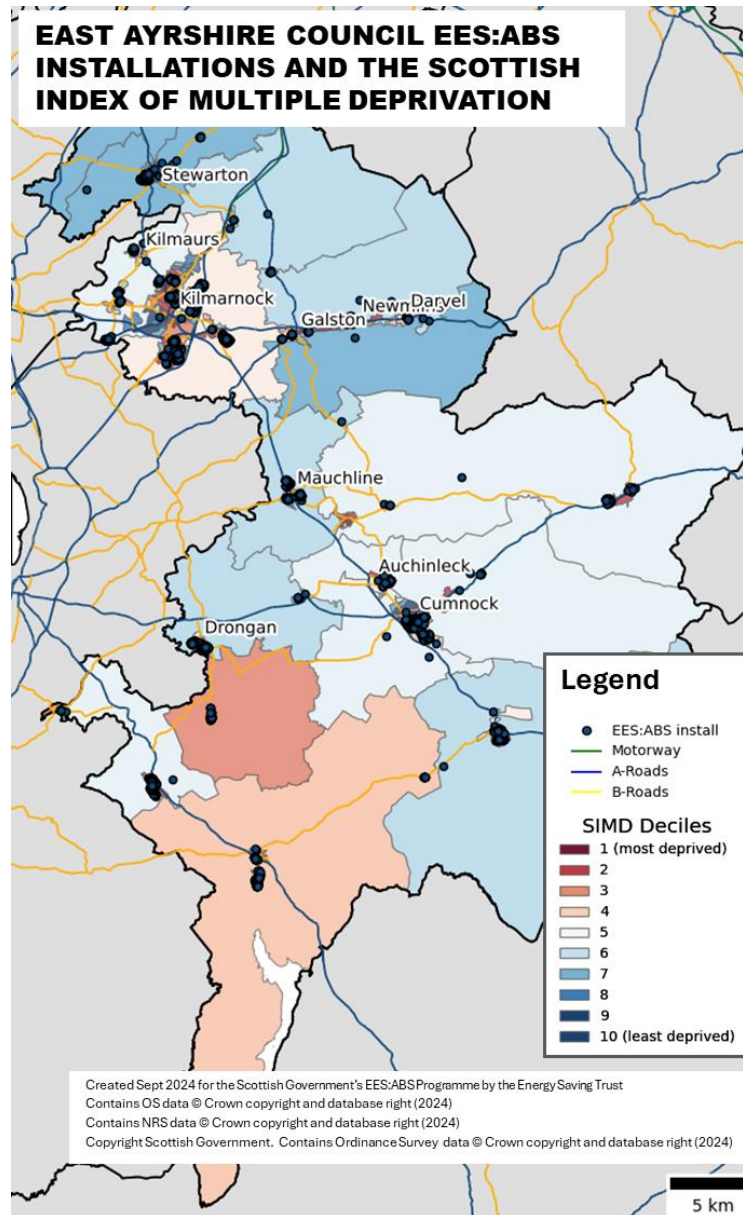 EAST AYRSHIRE COUNCIL EES:ABS
INSTALLATIONS AND THE SCOTTISH
INDEX OF MULTIPLE DEPRIVATION
Stewarton
Kilmaurs
Kilmarnock
Darvel
Galston
Mauchline
Auchinleck
Cumnock
Drongan
Legend
EES:ABS install
Motorway
A-Roads
B-Roads
SIMD Deciles
1 (most deprived)
2
3
4
5
6
7
8
9
10 (least deprived)
Created Sept 2024 for the Scottish Government's EES:ABS Programme by the Energy Saving Trust
Contains OS data © Crown copyright and database right (2024)
Contains NRS data © Crown copyright and database right (2024)
Copyright Scottish Government. Contains Ordinance Survey data © Crown copyright and database right (2024)
5 km